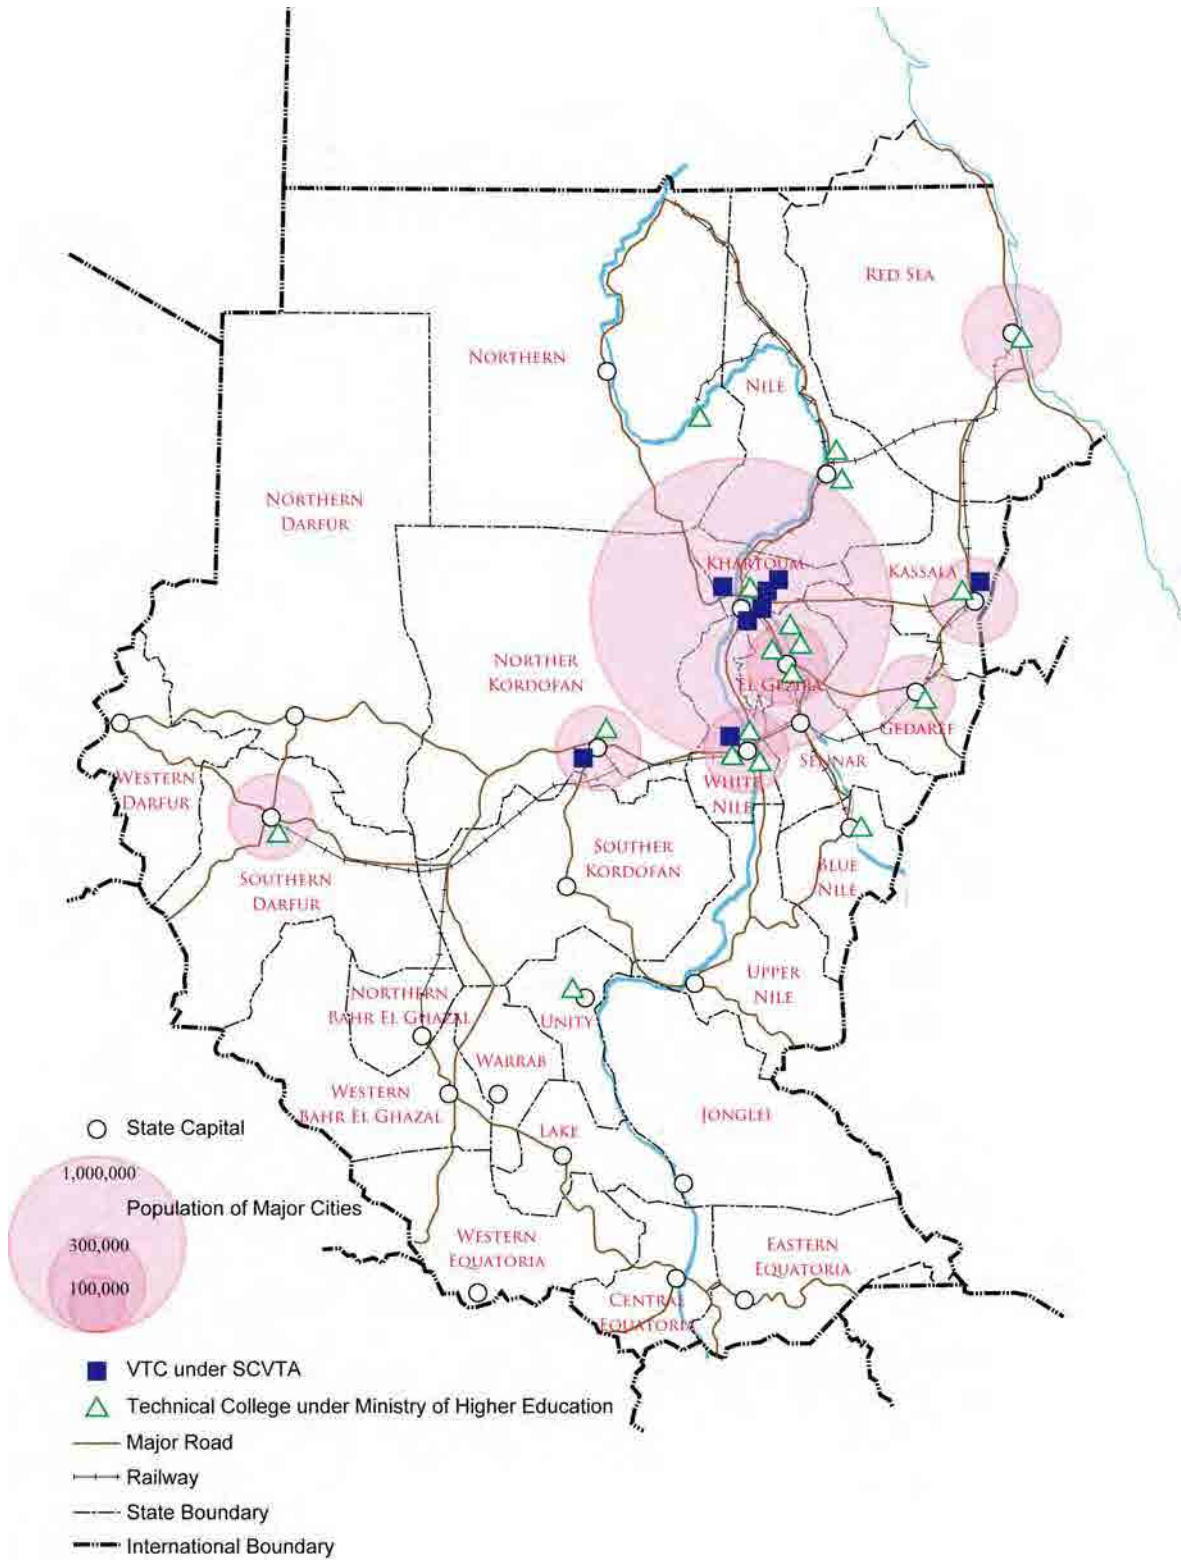 RED SEA
NORTHERN
NILE
NORTHERN
DARFUR
KHARTOUM
KASSALA
NORTHER
KORDOFAN
EL GEZIRA
GEDAREF
SENNAR
WESTERN
DARFUR
WHITE
NILE
SOUTHER
KORDOFAN
BLUE
NILE
SOUTHERN
DARFUR
UPPER
NILE
NORTHERN
BAHR EL GHAZAL
UNITY
WARRAB
WESTERN
BAHR EL GHAZAL
JONGLEI
LAKE
WESTERN
EQUATORIA
EASTERN
EQUATORIA
CENTRAL
EQUATORIA
State Capital
1,000,000
Population of Major Cities
300,000
100,000
VTC under SCVTA
Technical College under Ministry of Higher Education
Major Road
Railway
State Boundary
International Boundary